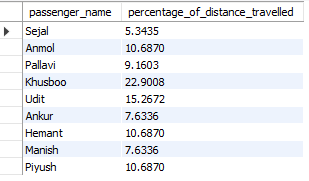 passenger_name percentage_of_distance_travelled
Sejal 5.3435
Anmol 10.6870
Pallavi 9.1603
Khusboo 22.9008
Udit 15.2672
Ankur 7.6336
Hemant 10.6870
Manish 7.6336
Piyush 10.6870